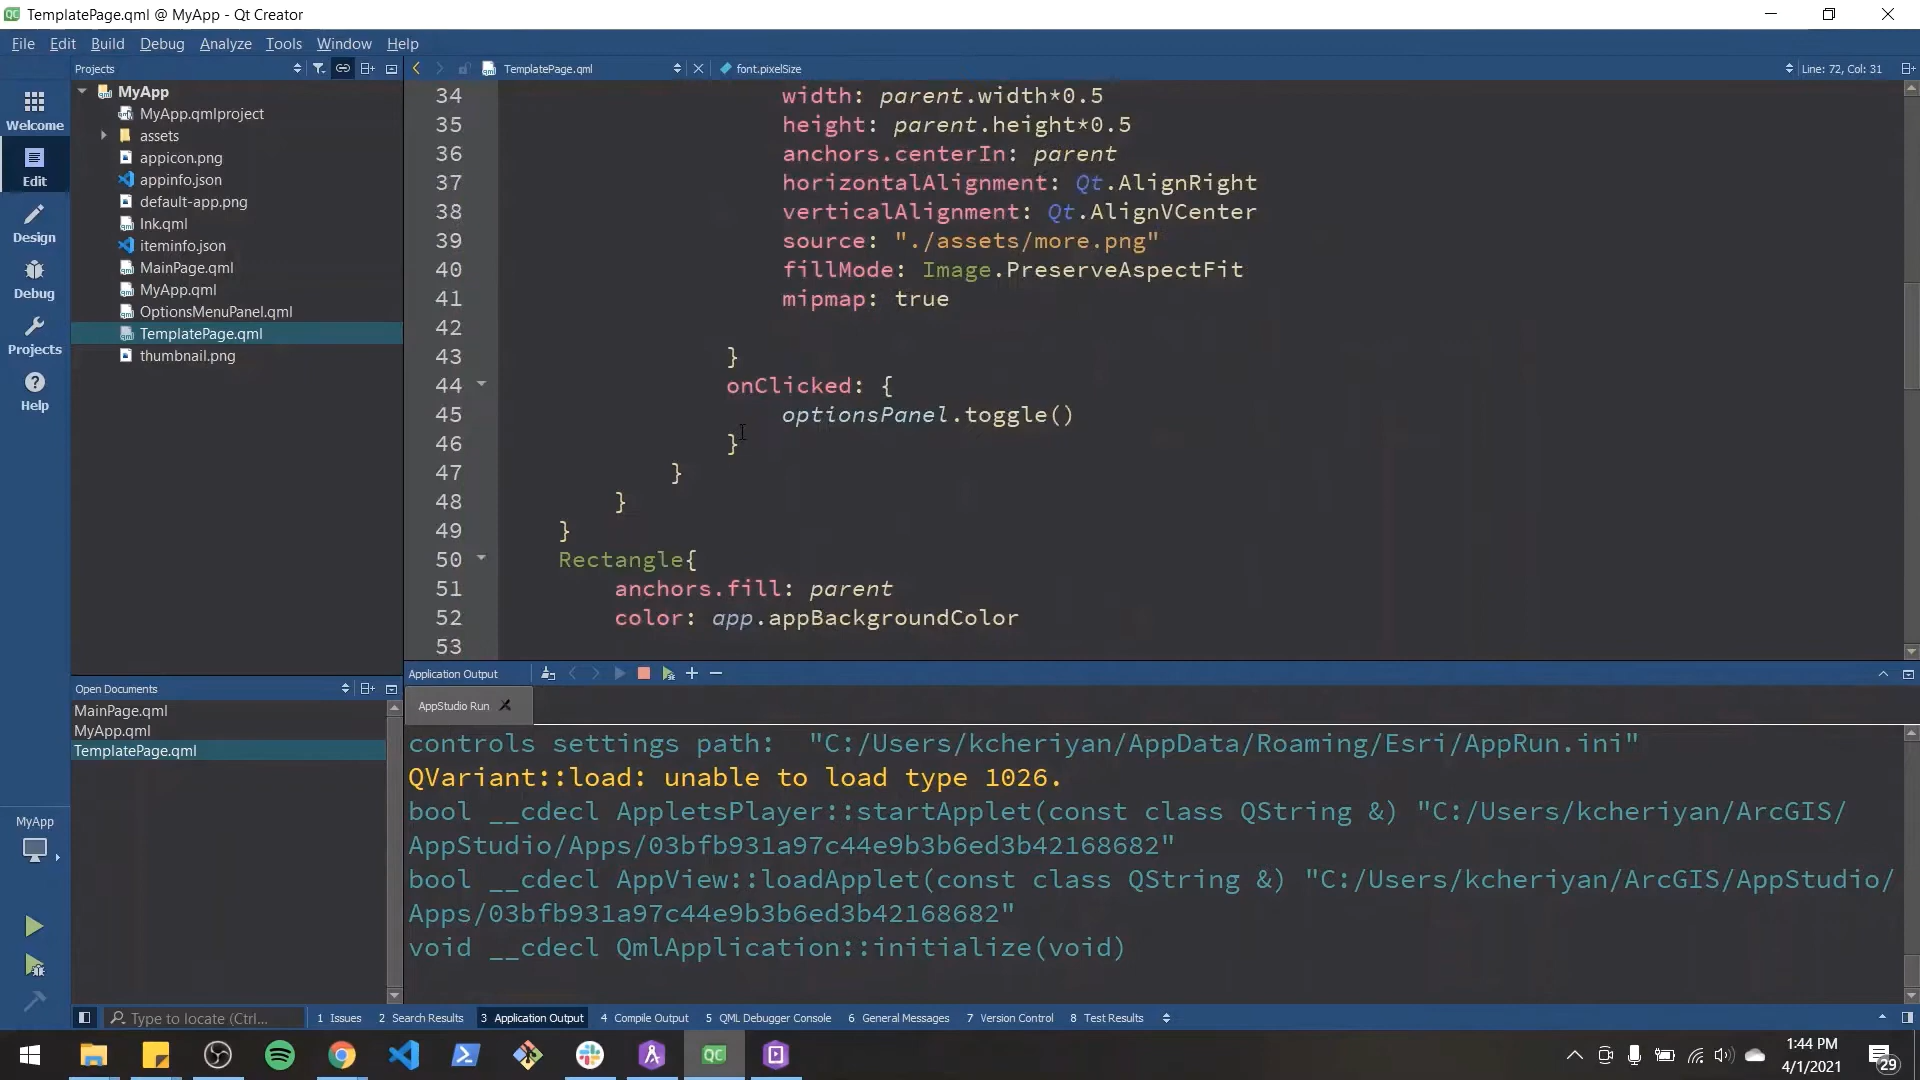 TemplatePage.qml @ MyApp - Qt Creator
File Edit Build Debug Analyze Tools Window Help
Projects
TemplatePage.qml
font.pixelSize
Line: 72, Col: 31
Welcome
Edit
Design
Debug
Projects
Help
MyApp
MyApp.qmlproject
assets
appicon.png
appinfo.json
default-app.png
Ink.qml
iteminfo.json
MainPage.qml
MyApp.qml
OptionsMenuPanel.qml
TemplatePage.qml
thumbnail.png
34 width: parent.width*0.5
35 height: parent.height*0.5
36 anchors.centerIn: parent
37 horizontalAlignment: Qt.AlignRight
38 verticalAlignment: Qt.AlignVCenter
39 source: "./assets/more.png"
40 fillMode: Image.PreserveAspectFit
41 mipmap: true
42
43 }
44 onClicked: {
45 optionsPanel.toggle()
46 }
47 }
48 }
49 }
50 Rectangle{
51 anchors.fill: parent
52 color: app.appBackgroundColor
53
Open Documents
MainPage.qml
MyApp.qml
TemplatePage.qml
MyApp
Application Output
AppStudio Run
controls settings path: "C:/Users/kcheriyan/AppData/Roaming/Esri/AppRun.ini"
QVariant::load: unable to load type 1026.
bool __cdecl AppletsPlayer::startApplet(const class QString &) "C:/Users/kcheriyan/ArcGIS/
AppStudio/Apps/03bfb931a97c44e9b3b6ed3b42168682"
bool __cdecl AppView::loadApplet(const class QString &) "C:/Users/kcheriyan/ArcGIS/AppStudio/
Apps/03bfb931a97c44e9b3b6ed3b42168682"
void __cdecl QmlApplication::initialize(void)
Type to locate (Ctrl...
1 Issues 2 Search Results 3 Application Output 4 Compile Output 5 QML Debugger Console 6 General Messages 7 Version Control 8 Test Results
QC
1:44 PM
4/1/2021
29